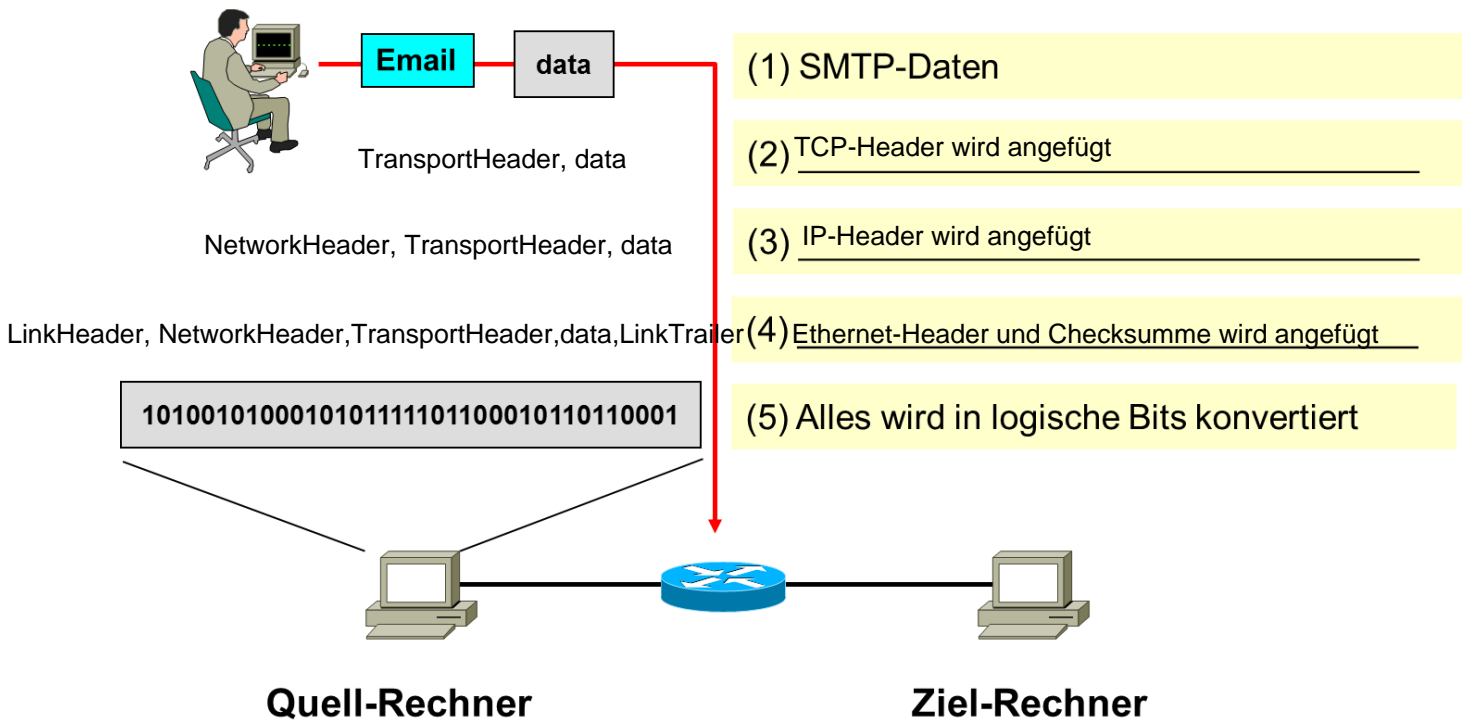 Email
data
(1) SMTP-Daten
TransportHeader, data
(2) TCP-Header wird angefügt
NetworkHeader, TransportHeader, data
(3) IP-Header wird angefügt
LinkHeader, NetworkHeader,TransportHeader,data,LinkTrailer
(4) Ethernet-Header und Checksumme wird angefügt
1010010100010101111101100010110110001
(5) Alles wird in logische Bits konvertiert
Quell-Rechner
Ziel-Rechner